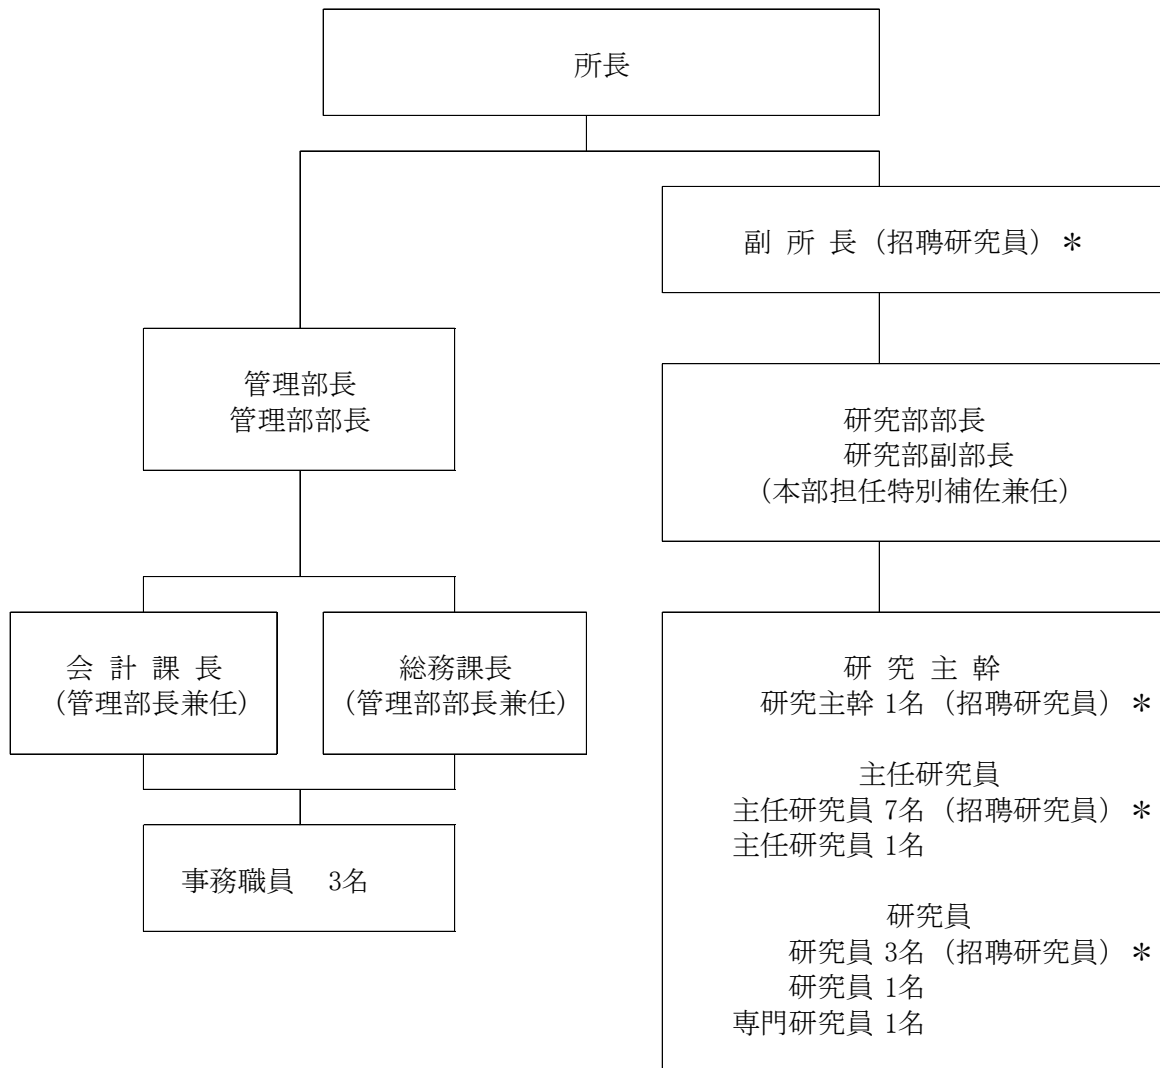 所長
副 所 長 (招聘研究員) ＊
管理部長
管理部部長
研究部部長
研究部副部長
(本部担任特別補佐兼任)
会 計 課 長
(管理部長兼任)
総務課長
(管理部部長兼任)
研 究 主 幹
研究主幹 1名 (招聘研究員) ＊
主任研究員
主任研究員 7名 (招聘研究員) ＊
主任研究員 1名
事務職員 3名
研究員
研究員 3名 (招聘研究員) ＊
研究員 1名
専門研究員 1名